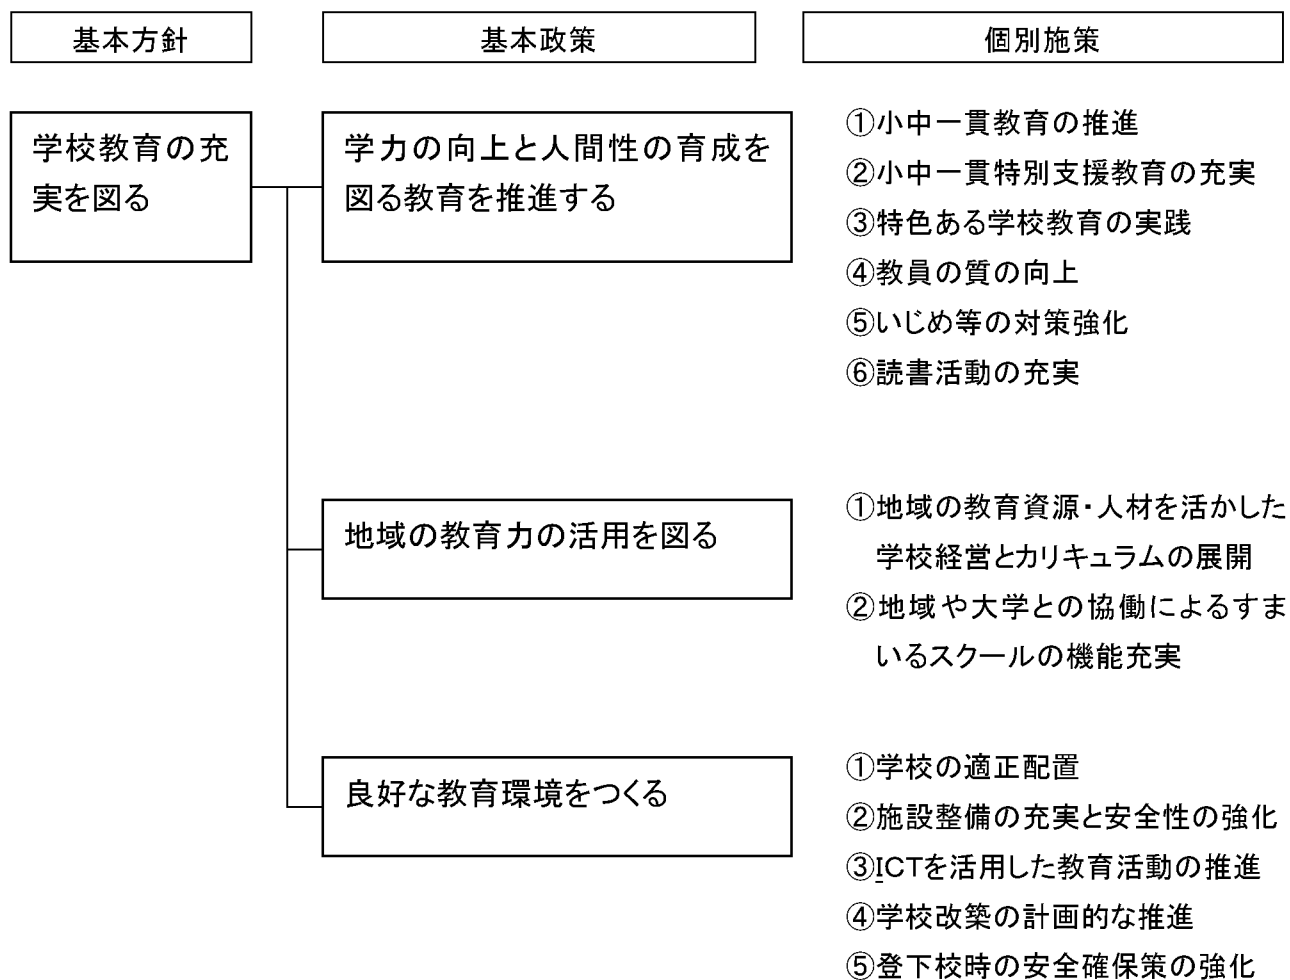 基本方針
基本政策
個別施策
学校教育の充
実を図る
学力の向上と人間性の育成を
図る教育を推進する
①小中一貫教育の推進
②小中一貫特別支援教育の充実
③特色ある学校教育の実践
④教員の質の向上
⑤いじめ等の対策強化
⑥読書活動の充実
地域の教育力の活用を図る
①地域の教育資源・人材を活かした
学校経営とカリキュラムの展開
②地域や大学との協働によるすま
いるスクールの機能充実
良好な教育環境をつくる
①学校の適正配置
②施設整備の充実と安全性の強化
③ICTを活用した教育活動の推進
④学校改築の計画的な推進
⑤登下校時の安全確保策の強化